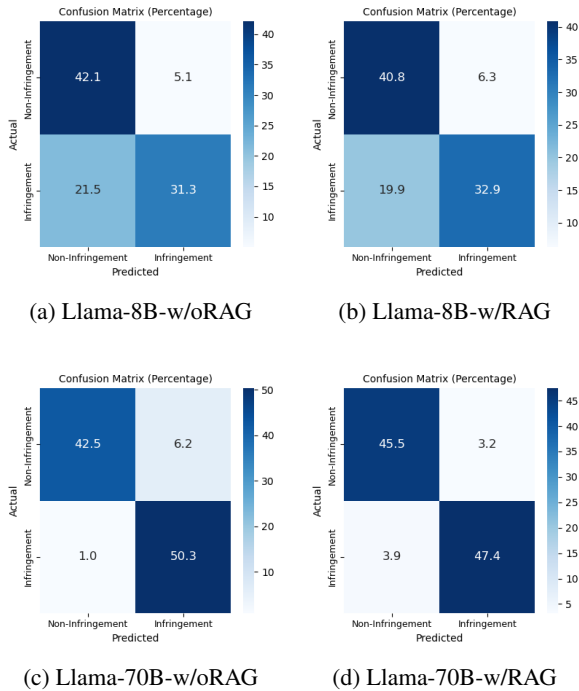 Confusion Matrix (Percentage)
Actual
Non-Infringement
Infringement
42.1
5.1
21.5
31.3
Non-Infringement
Infringement
Predicted
40
35
30
25
20
15
10
(a) Llama-8B-w/oRAG
Confusion Matrix (Percentage)
Actual
Non-Infringement
Infringement
40.8
6.3
19.9
32.9
Non-Infringement
Infringement
Predicted
40
35
30
25
20
15
10
(b) Llama-8B-w/RAG
Confusion Matrix (Percentage)
Actual
Non-Infringement
Infringement
42.5
6.2
1.0
50.3
Non-Infringement
Infringement
Predicted
50
40
30
20
10
(c) Llama-70B-w/oRAG
Confusion Matrix (Percentage)
Actual
Non-Infringement
Infringement
45.5
3.2
3.9
47.4
Non-Infringement
Infringement
Predicted
45
40
35
30
25
20
15
10
5
(d) Llama-70B-w/RAG